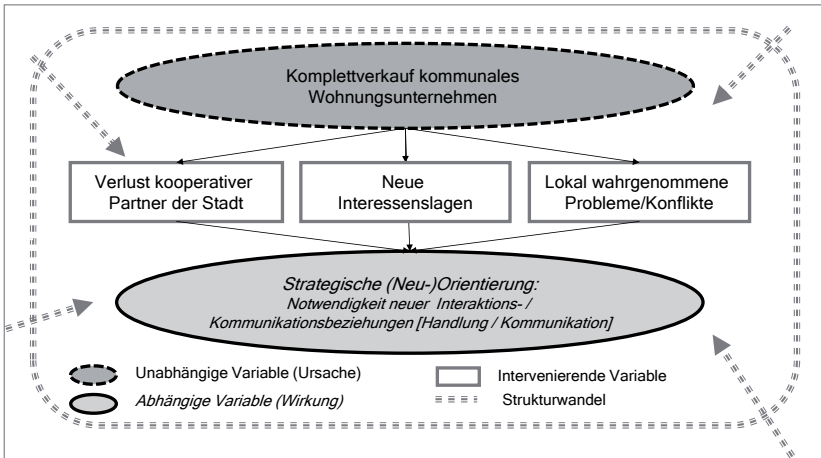 Komplettverkauf kommunales
Wohnungsunternehmen
Verlust kooperativer
Partner der Stadt
Neue
Interessenslagen
Lokal wahrgenommene
Probleme/Konflikte
Strategische (Neu-)Orientierung:
Notwendigkeit neuer Interaktions- /
Kommunikationsbeziehungen [Handlung / Kommunikation]
Unabhängige Variable (Ursache)
Intervenierende Variable
Abhängige Variable (Wirkung)
Strukturwandel